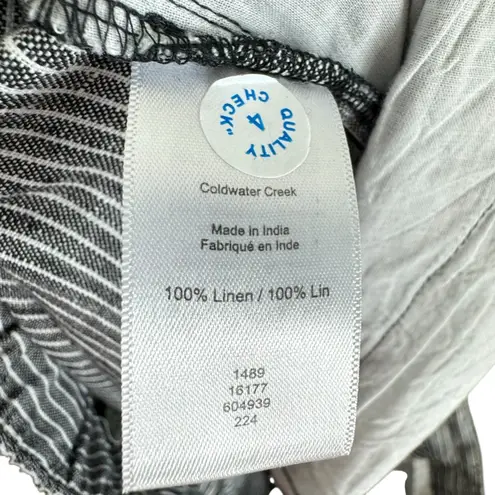 QUALITY
4
CHECK"
Coldwater Creek
Made in India
Fabriqué en Inde
100% Linen / 100% Lin
1489
16177
604939
224